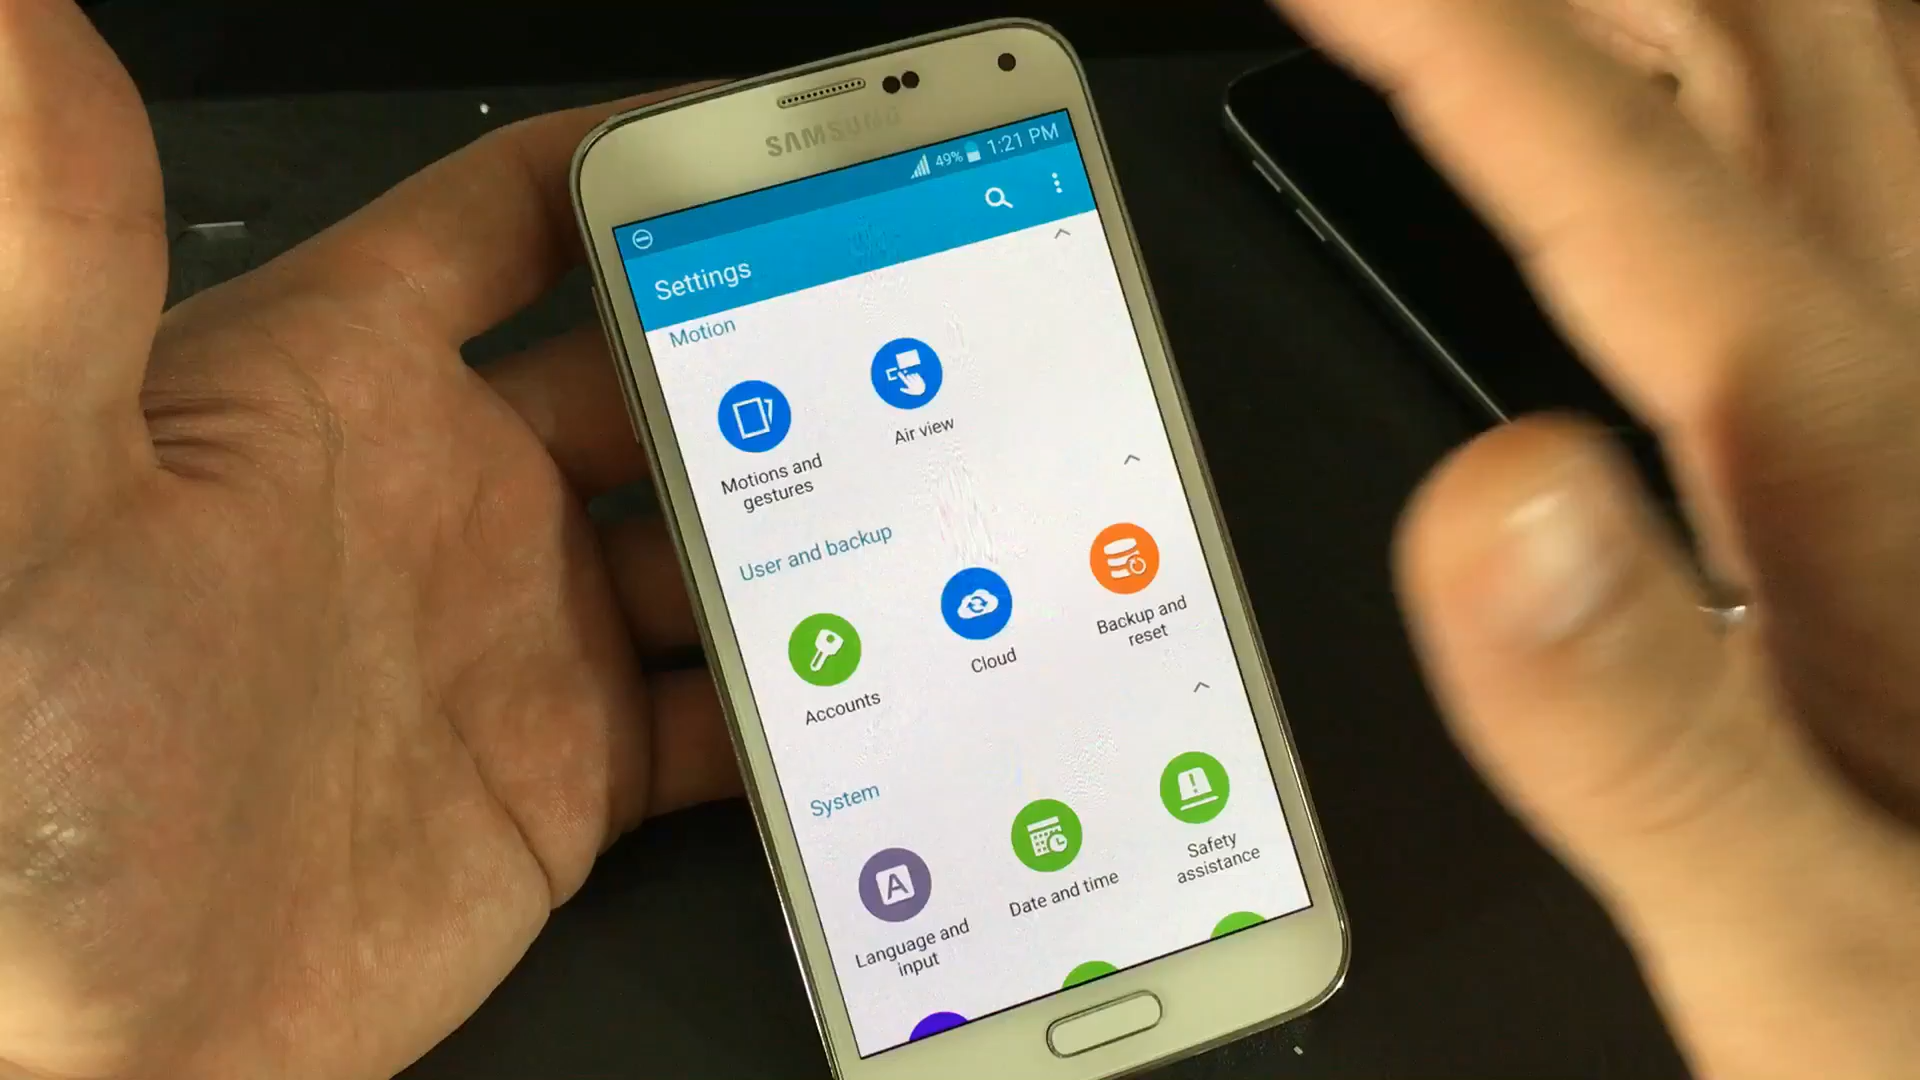 SAMSUNG
49% 1:21 PM
Settings
Motion
Motions and
gestures
Air view
User and backup
Accounts
Cloud
Backup and
reset
System
Language and
input
Date and time
Safety
assistance
A